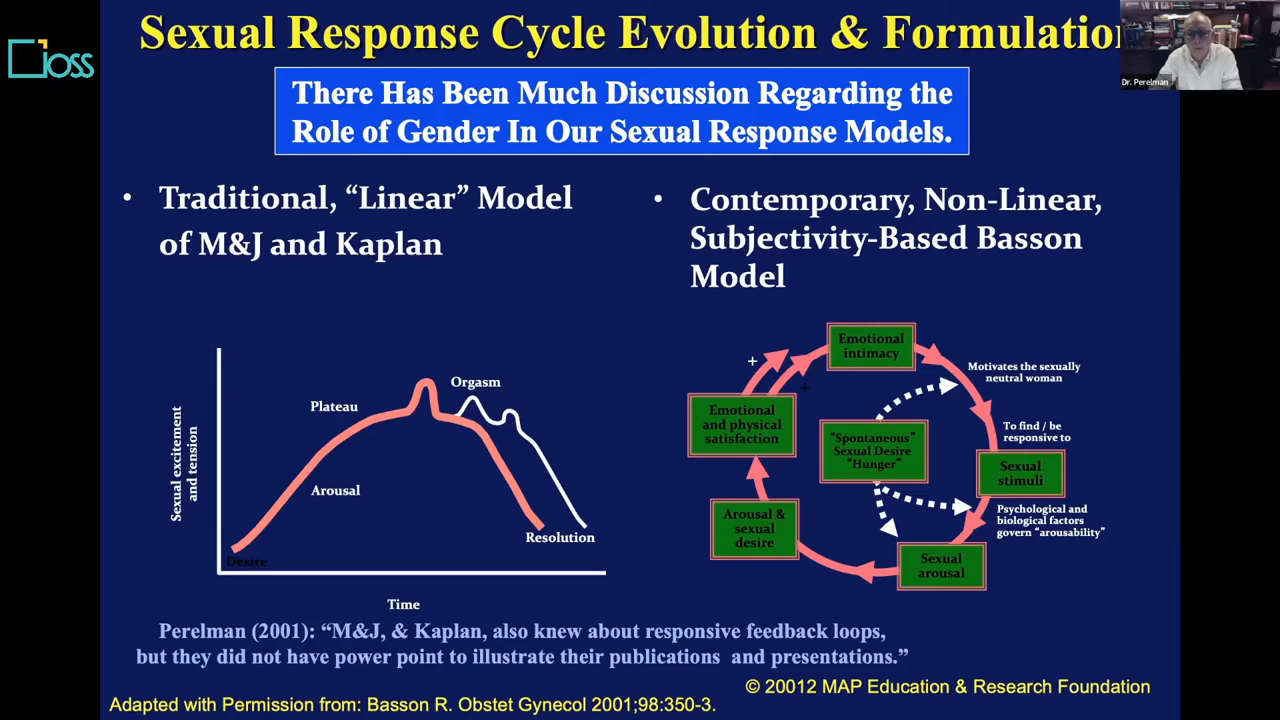 Sexual Response Cycle Evolution & Formulation
ioss
Dr. Perelman
There Has Been Much Discussion Regarding the
Role of Gender In Our Sexual Response Models.
• Traditional, “Linear” Model
of M&J and Kaplan
Sexual excitement
and tension
Desire
Arousal
Plateau
Orgasm
Resolution
Time
• Contemporary, Non-Linear,
Subjectivity-Based Basson
Model
Emotional
intimacy
Motivates the sexually
neutral woman
To find / be
responsive to
Sexual
stimuli
Psychological and
biological factors
govern “arousability”
Sexual
arousal
Arousal &
sexual
desire
Emotional
and physical
satisfaction
+
+
“Spontaneous”
Sexual Desire
“Hunger”
Perelman (2001): “M&J, & Kaplan, also knew about responsive feedback loops,
but they did not have power point to illustrate their publications and presentations.”
© 20012 MAP Education & Research Foundation
Adapted with Permission from: Basson R. Obstet Gynecol 2001;98:350-3.